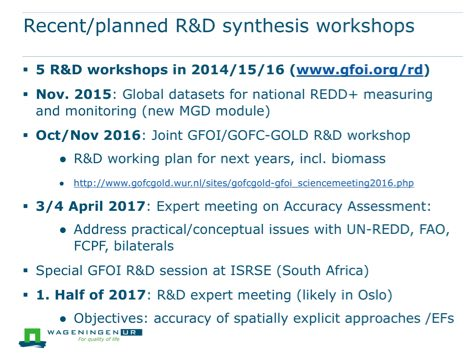 Recent/planned R&D synthesis workshops
▪ 5 R&D workshops in 2014/15/16 (www.gfoi.org/rd)
▪ Nov. 2015: Global datasets for national REDD+ measuring
and monitoring (new MGD module)
▪ Oct/Nov 2016: Joint GFOI/GOFC-GOLD R&D workshop
● R&D working plan for next years, incl. biomass
● http://www.gofcgold.wur.nl/sites/gofcgold-gfoi_sciencemeeting2016.php
▪ 3/4 April 2017: Expert meeting on Accuracy Assessment:
● Address practical/conceptual issues with UN-REDD, FAO,
FCPF, bilaterals
▪ Special GFOI R&D session at ISRSE (South Africa)
▪ 1. Half of 2017: R&D expert meeting (likely in Oslo)
● Objectives: accuracy of spatially explicit approaches /EFs
WAGENINGEN UR
For quality of life